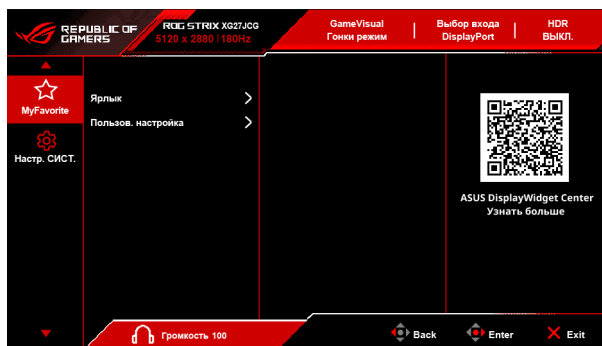 REPUBLIC OF
GAMERS
ROG STRIX XG27JCG
5120 x 2880 | 180Hz
GameVisual
Гонки режим
Выбор входа
DisplayPort
HDR
ВЫКЛ.
MyFavorite
Настр. СИСТ.
Ярлык
Пользов. настройка
ASUS DisplayWidget Center
Узнать больше
Громкость 100
Back
Enter
Exit